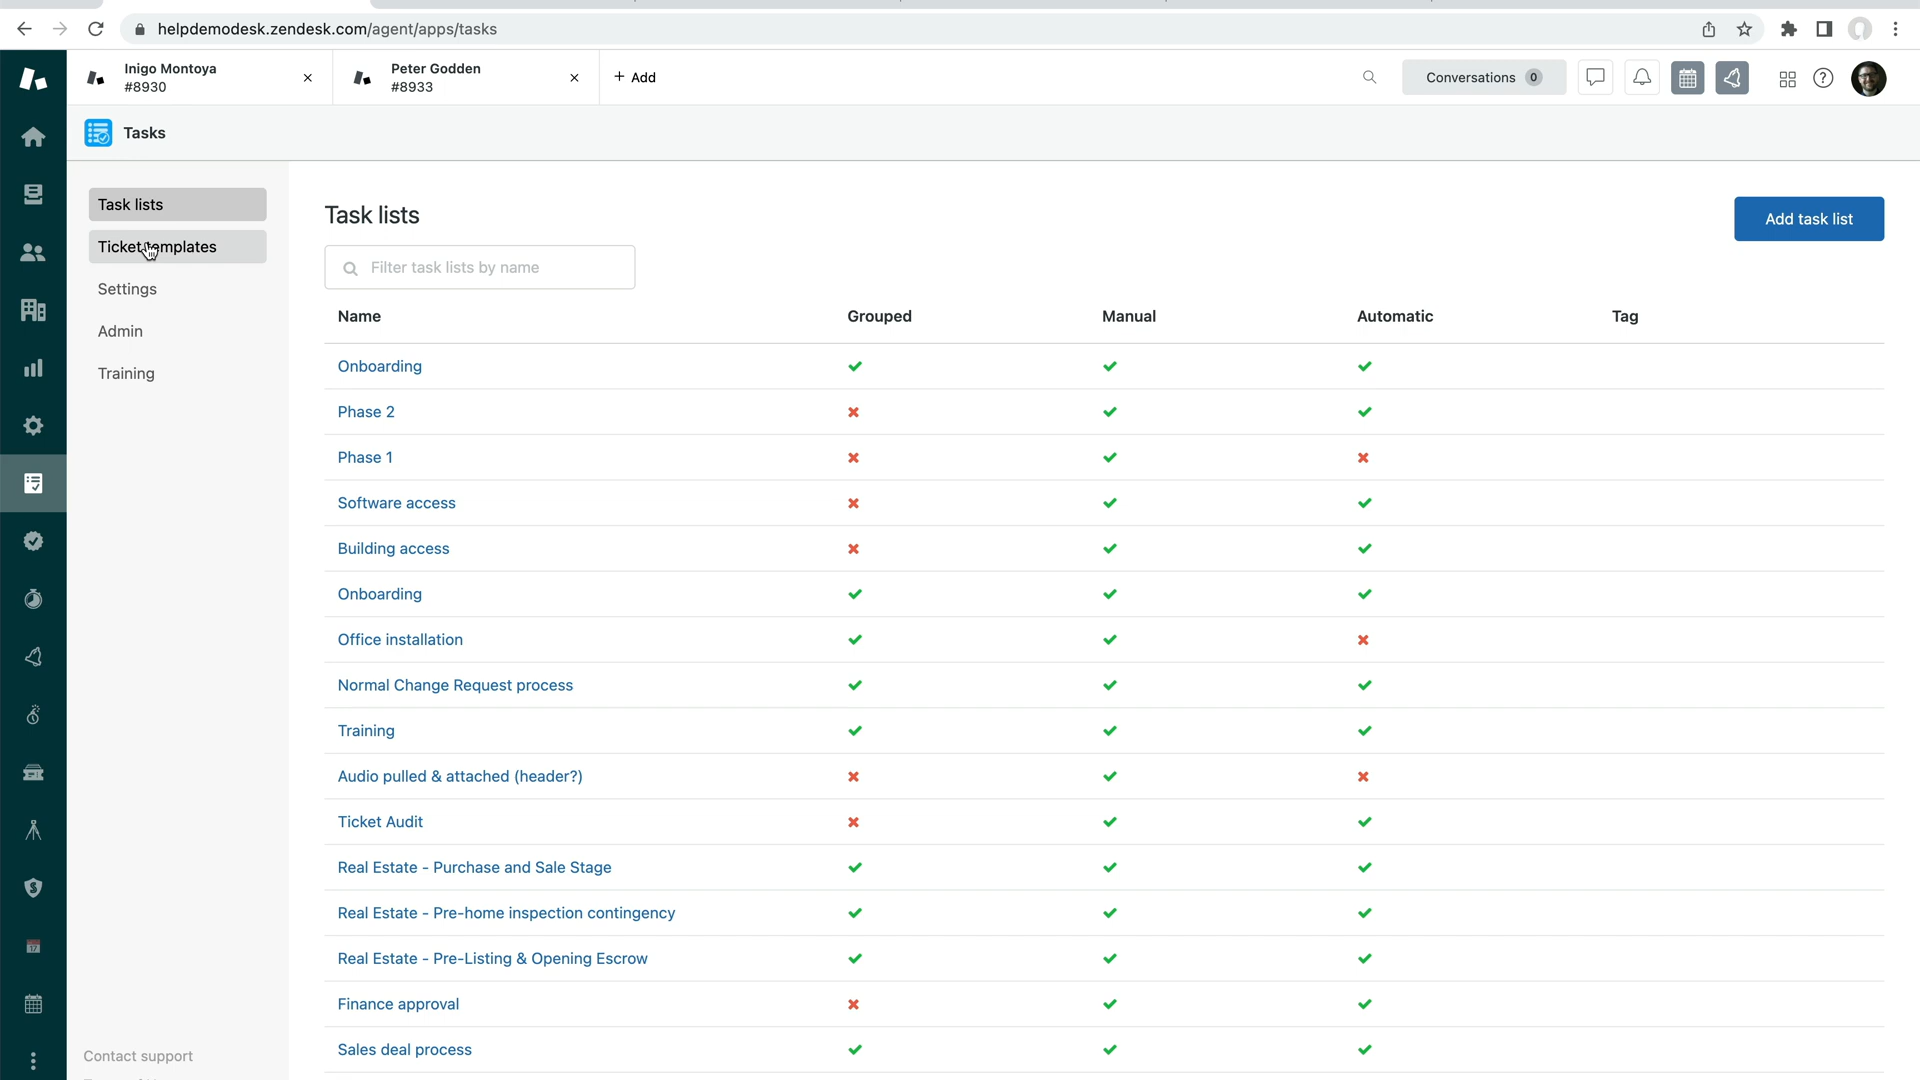 helpdemodesk.zendesk.com/agent/apps/tasks
Inigo Montoya
#8930
Peter Godden
#8933
+ Add
Conversations 0
Tasks
Task lists
Ticket templates
Settings
Admin
Training
Contact support
Task lists
Add task list
Filter task lists by name
Name Grouped Manual Automatic Tag
Onboarding
Phase 2
Phase 1
Software access
Building access
Onboarding
Office installation
Normal Change Request process
Training
Audio pulled & attached (header?)
Ticket Audit
Real Estate - Purchase and Sale Stage
Real Estate - Pre-home inspection contingency
Real Estate - Pre-Listing & Opening Escrow
Finance approval
Sales deal process
17